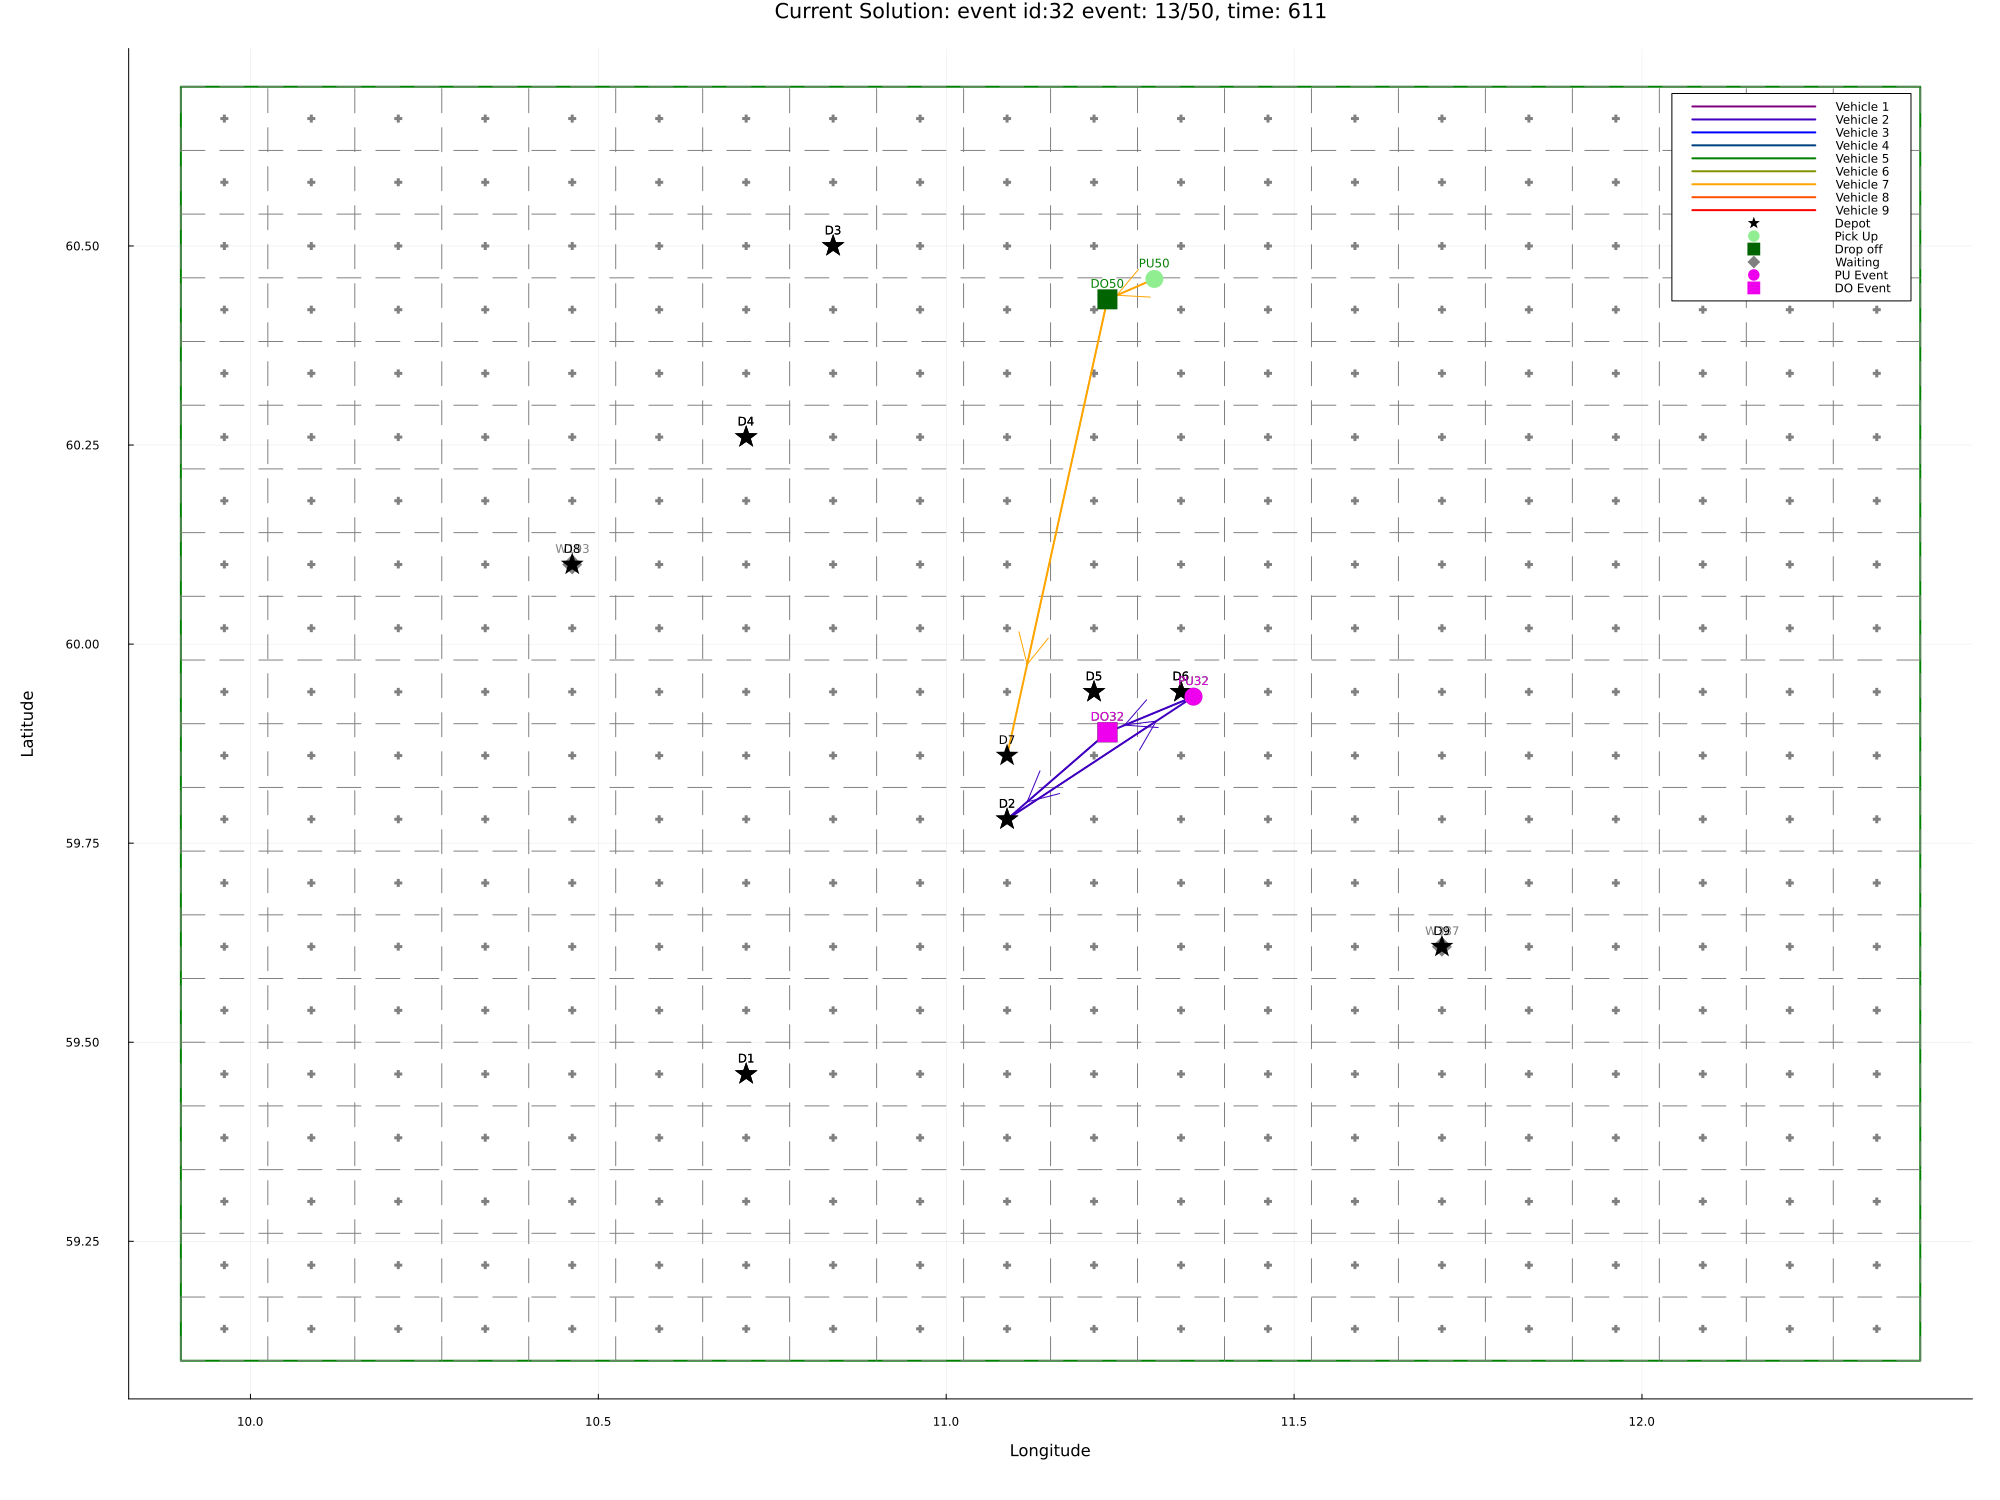 Current Solution: event id:32 event: 13/50, time: 611
Vehicle 1
Vehicle 2
Vehicle 3
Vehicle 4
Vehicle 5
Vehicle 6
Vehicle 7
Vehicle 8
Vehicle 9
Depot
Pick Up
Drop off
Waiting
PU Event
DO Event
60.50
60.25
60.00
59.75
59.50
59.25
Latitude
D3
PU50
DO50
D4
D8
D5
D6
PU32
DO32
D7
D2
D9
D1
10.0
10.5
11.0
11.5
12.0
Longitude